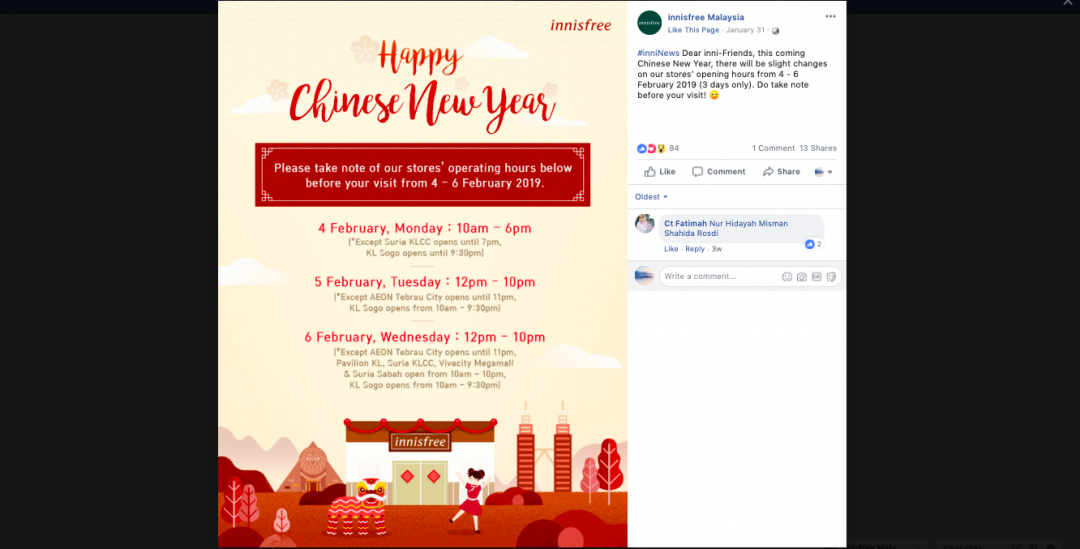 innisfree
Happy
Chinese New Year
Please take note of our stores' operating hours below
before your visit from 4 - 6 February 2019.
4 February, Monday : 10am - 6pm
(*Except Suria KLCC opens until 7pm,
KL Sogo opens until 9:30pm)
5 February, Tuesday : 12pm - 10pm
(*Except AEON Tebrau City opens until 11pm,
KL Sogo opens from 10am - 9:30pm)
6 February, Wednesday : 12pm - 10pm
(*Except AEON Tebrau City opens until 11pm,
Pavilion KL, Suria KLCC, Vivacity Megamall
& Suria Sabah open from 10am - 10pm,
KL Sogo opens from 10am - 9:30pm)
innisfree
innisfree
innisfree Malaysia
Like This Page · January 31 ·
#inniNews Dear inni-Friends, this coming
Chinese New Year, there will be slight changes
on our stores' opening hours from 4 - 6
February 2019 (3 days only). Do take note
before your visit! 😉
84
1 Comment 13 Shares
Like Comment Share
Oldest
Ct Fatimah Nur Hidayah Misman
Shahida Rosdi
2
Like · Reply · 3w
Write a comment...